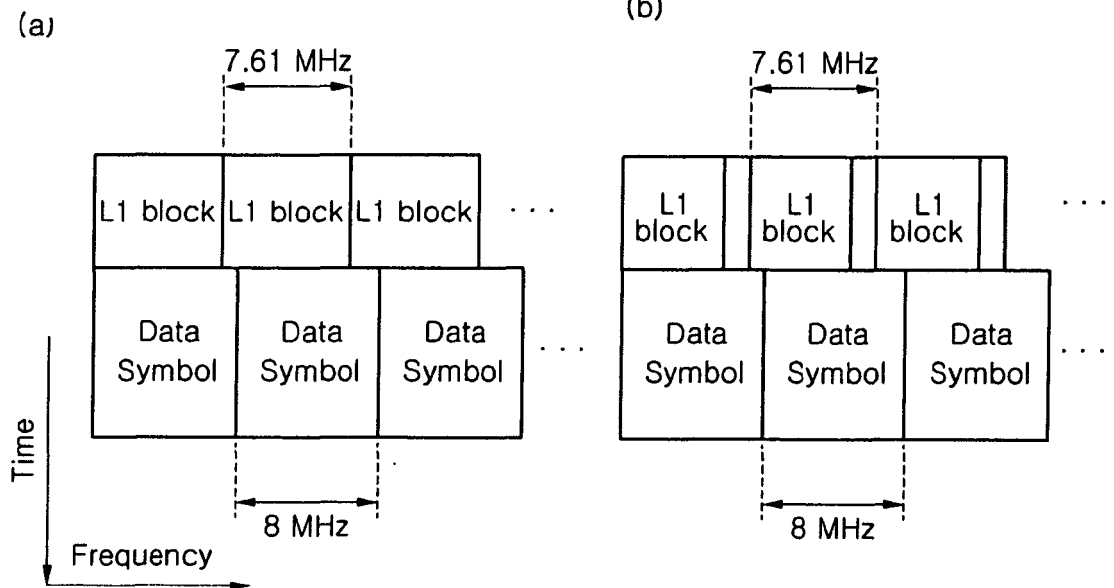 (a)
7.61 MHz
L1 block L1 block L1 block ...
Data Symbol Data Symbol Data Symbol ...
8 MHz
Time
Frequency
(b)
7.61 MHz
L1 block L1 block L1 block ...
Data Symbol Data Symbol Data Symbol ...
8 MHz